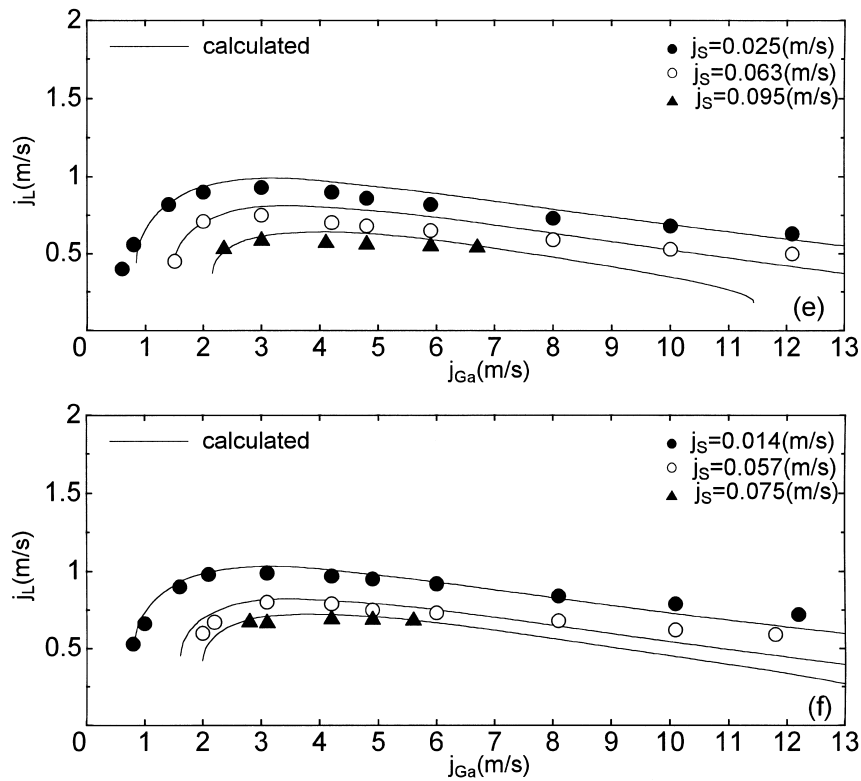 2
calculated
jS=0.025(m/s)
jS=0.063(m/s)
1.5
jS=0.095(m/s)
jL(m/s)
1
0.5
(e)
0 1 2 3 4 5 6 7 8 9 10 11 12 13
jGa(m/s)
2
calculated
jS=0.014(m/s)
jS=0.057(m/s)
1.5
jS=0.075(m/s)
jL(m/s)
1
0.5
(f)
0 1 2 3 4 5 6 7 8 9 10 11 12 13
jGa(m/s)